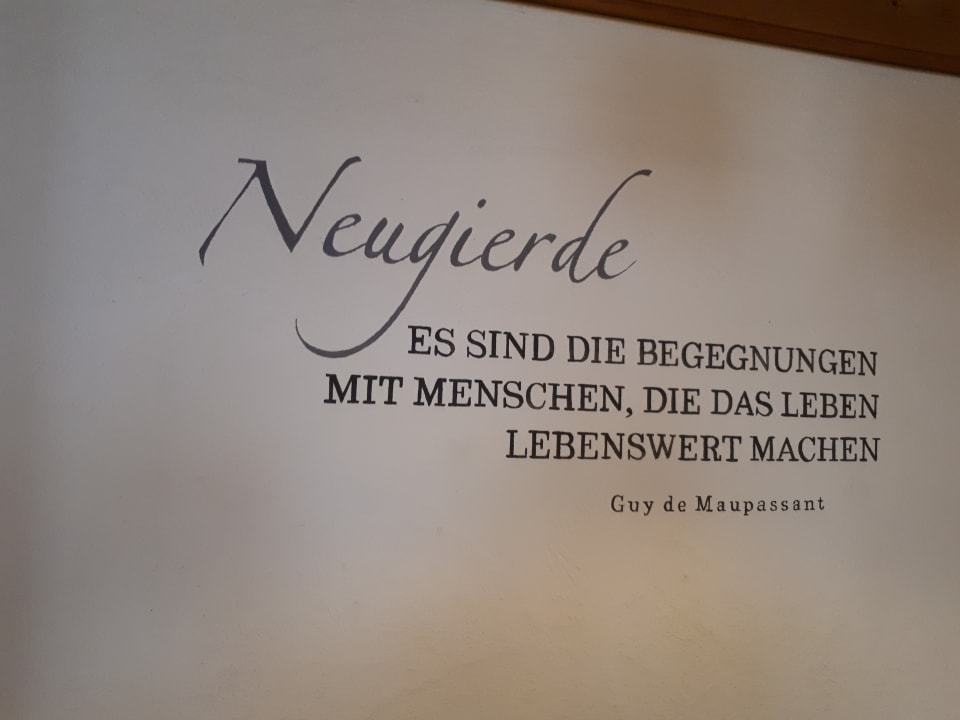 Neugierde
ES SIND DIE BEGEGNUNGEN
MIT MENSCHEN, DIE DAS LEBEN
LEBENSWERT MACHEN
Guy de Maupassant